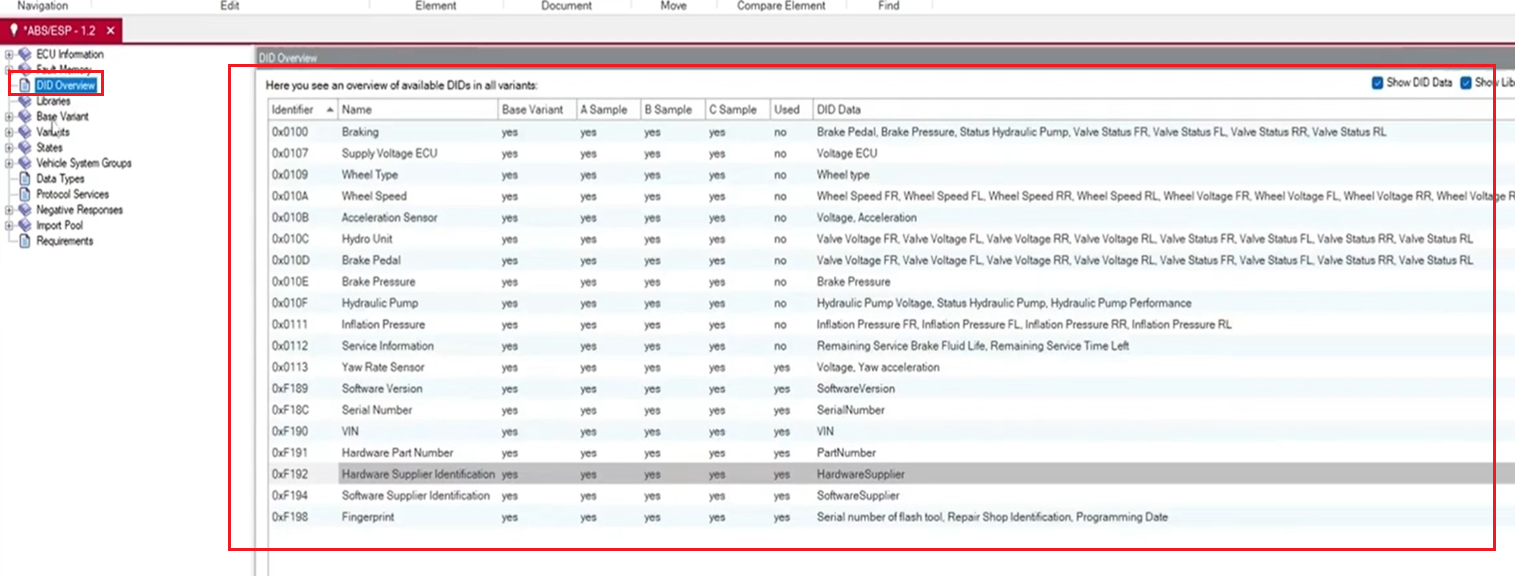 Navigation Edit Element Document Move Compare Element Find
*ABS/ESP - 1.2 ×
ECU Information
Fault Memory
DID Overview
Libraries
Base Variant
Variants
States
Vehicle System Groups
Data Types
Protocol Services
Negative Responses
Import Pool
Requirements
DID Overview
Here you see an overview of available DIDs in all variants: Show DID Data Show Lib
Identifier Name Base Variant A Sample B Sample C Sample Used DID Data
0x0100 Braking yes yes yes yes no Brake Pedal, Brake Pressure, Status Hydraulic Pump, Valve Status FR, Valve Status FL, Valve Status RR, Valve Status RL
0x0107 Supply Voltage ECU yes yes yes yes no Voltage ECU
0x0109 Wheel Type yes yes yes yes no Wheel type
0x010A Wheel Speed yes yes yes yes no Wheel Speed FR, Wheel Speed FL, Wheel Speed RR, Wheel Speed RL, Wheel Voltage FR, Wheel Voltage FL, Wheel Voltage RR, Wheel Voltage R
0x010B Acceleration Sensor yes yes yes yes no Voltage, Acceleration
0x010C Hydro Unit yes yes yes yes no Valve Voltage FR, Valve Voltage FL, Valve Voltage RR, Valve Voltage RL, Valve Status FR, Valve Status FL, Valve Status RR, Valve Status RL
0x010D Brake Pedal yes yes yes yes no Valve Voltage FR, Valve Voltage FL, Valve Voltage RR, Valve Voltage RL, Valve Status FR, Valve Status FL, Valve Status RR, Valve Status RL
0x010E Brake Pressure yes yes yes yes no Brake Pressure
0x010F Hydraulic Pump yes yes yes yes no Hydraulic Pump Voltage, Status Hydraulic Pump, Hydraulic Pump Performance
0x0111 Inflation Pressure yes yes yes yes no Inflation Pressure FR, Inflation Pressure FL, Inflation Pressure RR, Inflation Pressure RL
0x0112 Service Information yes yes yes yes no Remaining Service Brake Fluid Life, Remaining Service Time Left
0x0113 Yaw Rate Sensor yes yes yes yes yes Voltage, Yaw acceleration
0xF189 Software Version yes yes yes yes yes SoftwareVersion
0xF18C Serial Number yes yes yes yes yes SerialNumber
0xF190 VIN yes yes yes yes yes VIN
0xF191 Hardware Part Number yes yes yes yes yes PartNumber
0xF192 Hardware Supplier Identification yes yes yes yes yes HardwareSupplier
0xF194 Software Supplier Identification yes yes yes yes yes SoftwareSupplier
0xF198 Fingerprint yes yes yes yes yes Serial number of flash tool, Repair Shop Identification, Programming Date